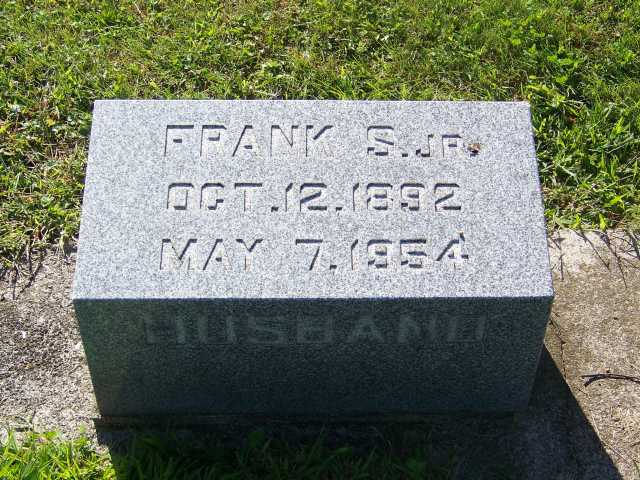 FRANK S. JR.
OCT. 12. 1892
MAY 7. 1954
HUSBAND